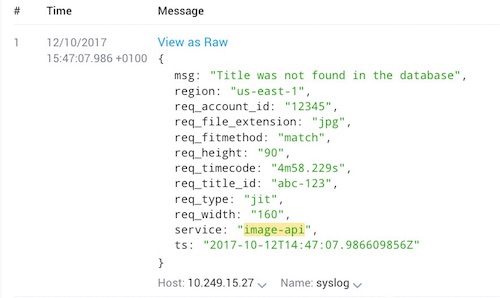 # Time Message
1 12/10/2017 View as Raw
15:47:07.986 +0100 {
msg: "Title was not found in the database",
region: "us-east-1",
req_account_id: "12345",
req_file_extension: "jpg",
req_fitmethod: "match",
req_height: "90",
req_timecode: "4m58.229s",
req_title_id: "abc-123",
req_type: "jit",
req_width: "160",
service: "image-api",
ts: "2017-10-12T14:47:07.986609856Z"
}
Host: 10.249.15.27 Name: syslog